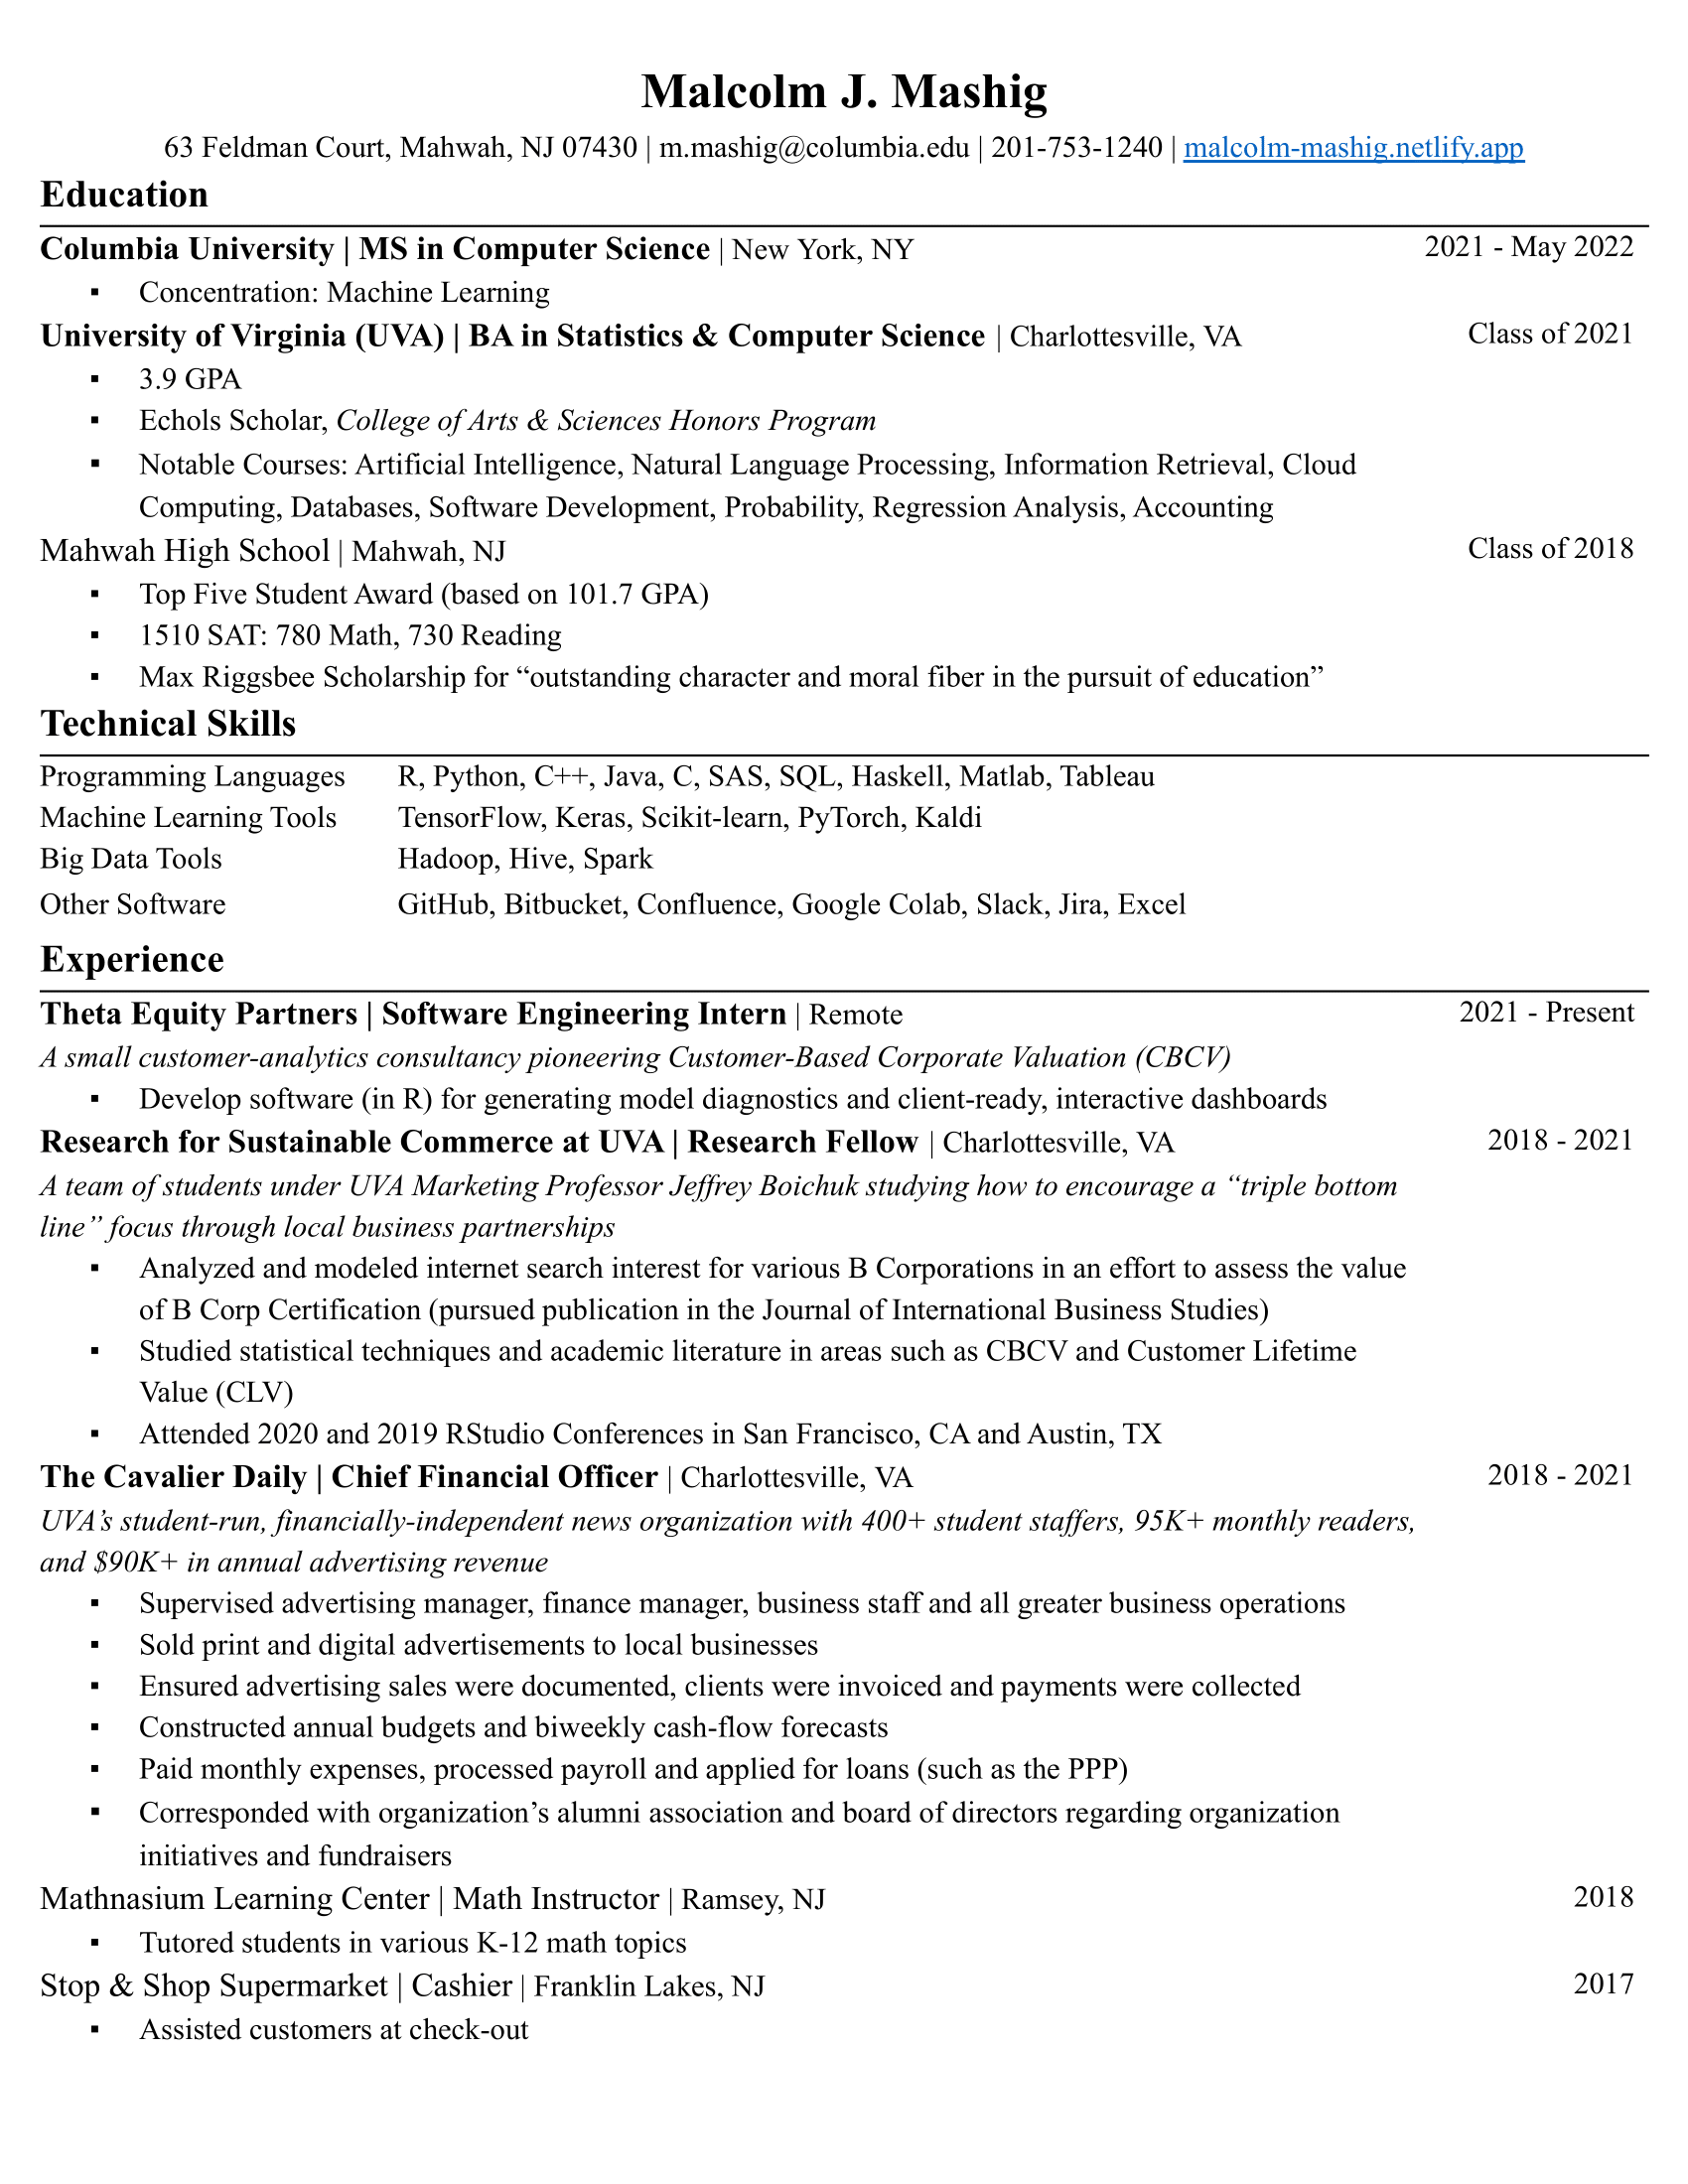 Malcolm J. Mashig
63 Feldman Court, Mahwah, NJ 07430 | m.mashig@columbia.edu | 201-753-1240 | malcolm-mashig.netlify.app
Education
Columbia University | MS in Computer Science | New York, NY 2021 - May 2022
▪ Concentration: Machine Learning
University of Virginia (UVA) | BA in Statistics & Computer Science | Charlottesville, VA Class of 2021
▪ 3.9 GPA
▪ Echols Scholar, College of Arts & Sciences Honors Program
▪ Notable Courses: Artificial Intelligence, Natural Language Processing, Information Retrieval, Cloud
Computing, Databases, Software Development, Probability, Regression Analysis, Accounting
Mahwah High School | Mahwah, NJ Class of 2018
▪ Top Five Student Award (based on 101.7 GPA)
▪ 1510 SAT: 780 Math, 730 Reading
▪ Max Riggsbee Scholarship for “outstanding character and moral fiber in the pursuit of education”
Technical Skills
Programming Languages R, Python, C++, Java, C, SAS, SQL, Haskell, Matlab, Tableau
Machine Learning Tools TensorFlow, Keras, Scikit-learn, PyTorch, Kaldi
Big Data Tools Hadoop, Hive, Spark
Other Software GitHub, Bitbucket, Confluence, Google Colab, Slack, Jira, Excel
Experience
Theta Equity Partners | Software Engineering Intern | Remote 2021 - Present
A small customer-analytics consultancy pioneering Customer-Based Corporate Valuation (CBCV)
▪ Develop software (in R) for generating model diagnostics and client-ready, interactive dashboards
Research for Sustainable Commerce at UVA | Research Fellow | Charlottesville, VA 2018 - 2021
A team of students under UVA Marketing Professor Jeffrey Boichuk studying how to encourage a “triple bottom
line” focus through local business partnerships
▪ Analyzed and modeled internet search interest for various B Corporations in an effort to assess the value
of B Corp Certification (pursued publication in the Journal of International Business Studies)
▪ Studied statistical techniques and academic literature in areas such as CBCV and Customer Lifetime
Value (CLV)
▪ Attended 2020 and 2019 RStudio Conferences in San Francisco, CA and Austin, TX
The Cavalier Daily | Chief Financial Officer | Charlottesville, VA 2018 - 2021
UVA’s student-run, financially-independent news organization with 400+ student staffers, 95K+ monthly readers,
and $90K+ in annual advertising revenue
▪ Supervised advertising manager, finance manager, business staff and all greater business operations
▪ Sold print and digital advertisements to local businesses
▪ Ensured advertising sales were documented, clients were invoiced and payments were collected
▪ Constructed annual budgets and biweekly cash-flow forecasts
▪ Paid monthly expenses, processed payroll and applied for loans (such as the PPP)
▪ Corresponded with organization’s alumni association and board of directors regarding organization
initiatives and fundraisers
Mathnasium Learning Center | Math Instructor | Ramsey, NJ 2018
▪ Tutored students in various K-12 math topics
Stop & Shop Supermarket | Cashier | Franklin Lakes, NJ 2017
▪ Assisted customers at check-out